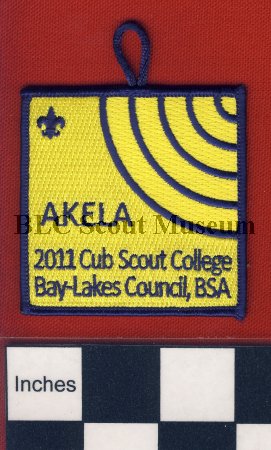 AKELA
BLC Scout Museum
2011 Cub Scout College
Bay-Lakes Council, BSA
Inches